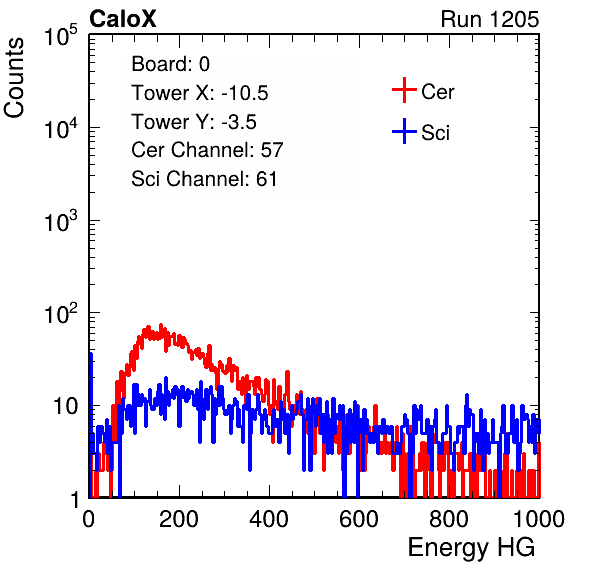 CaloX Run 1205
Counts
Board: 0
Tower X: -10.5
Tower Y: -3.5
Cer Channel: 57
Sci Channel: 61
Cer
Sci
10^5
10^4
10^3
10^2
10
1
0 200 400 600 800 1000
Energy HG